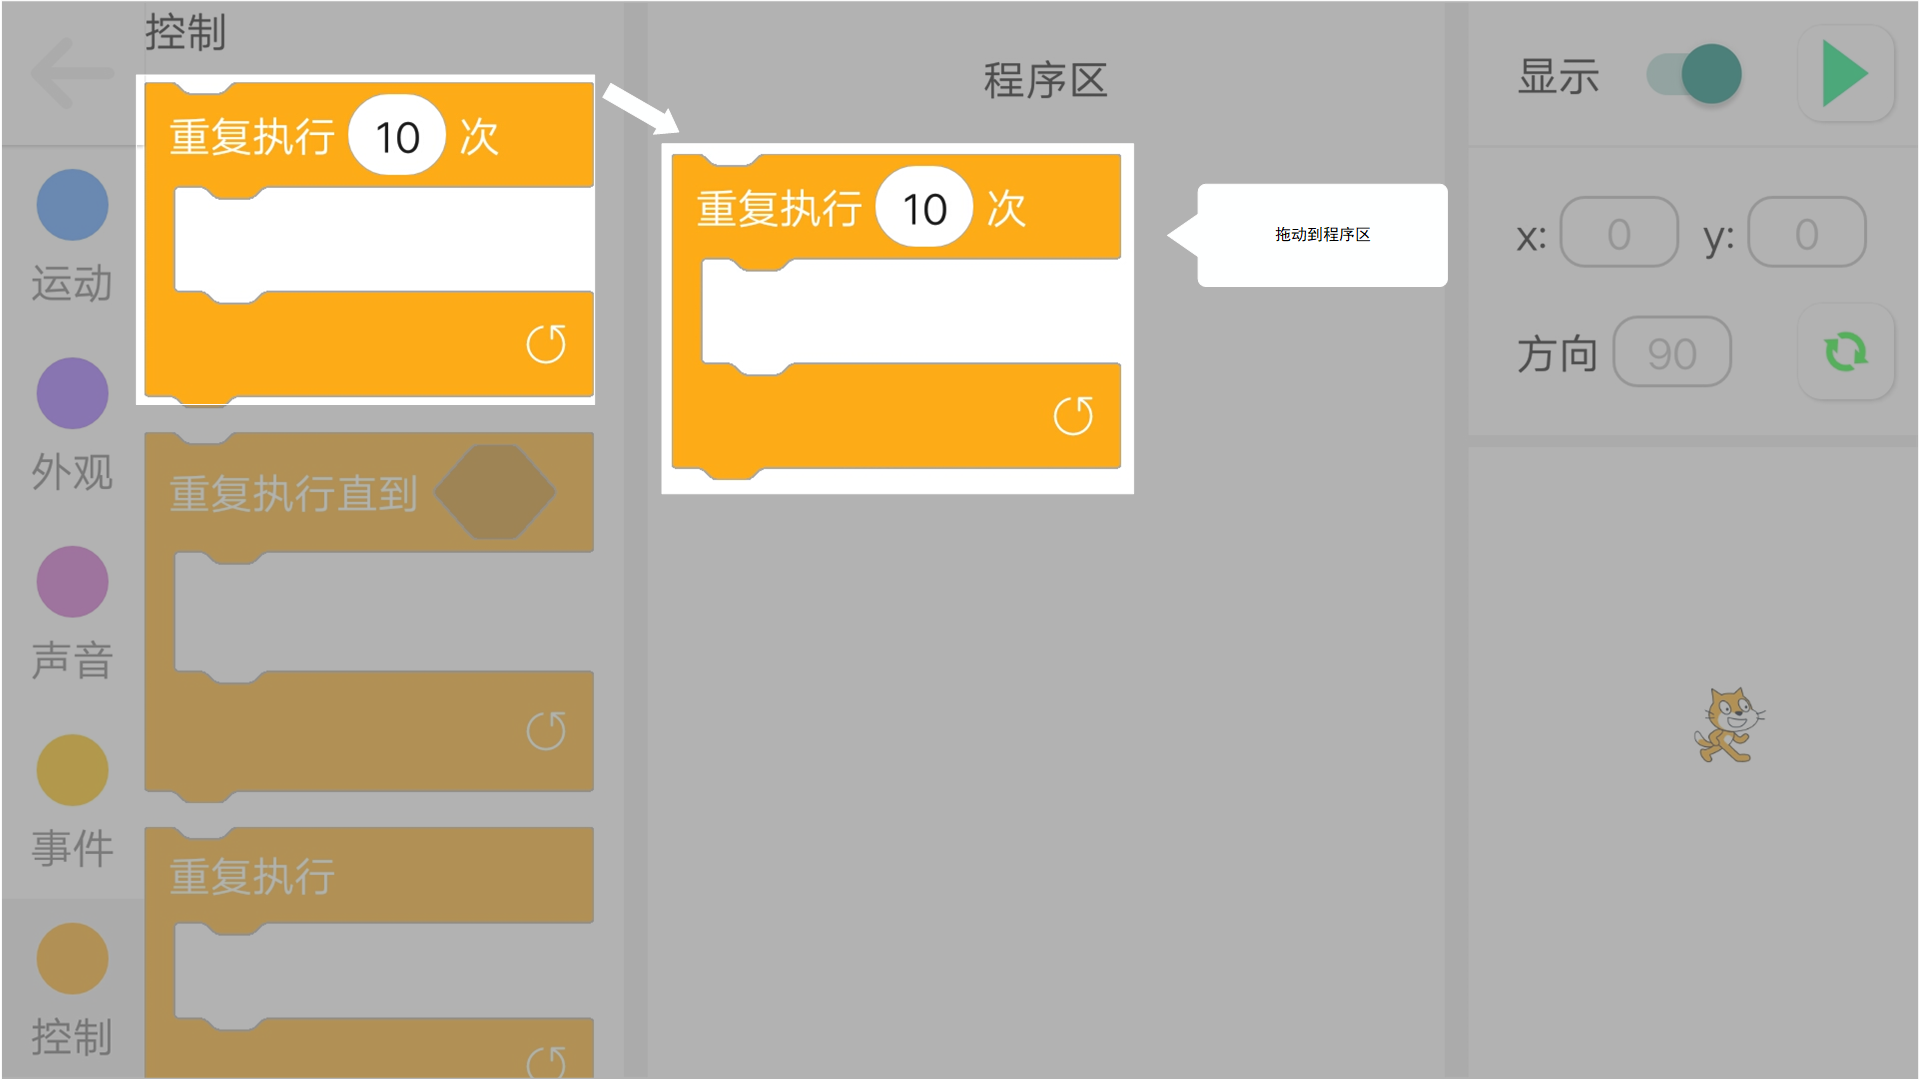 控制
重复执行 10 次
重复执行直到
重复执行
运动
外观
声音
事件
控制
程序区
重复执行 10 次
拖动到程序区
显示
x: 0 y: 0
方向 90